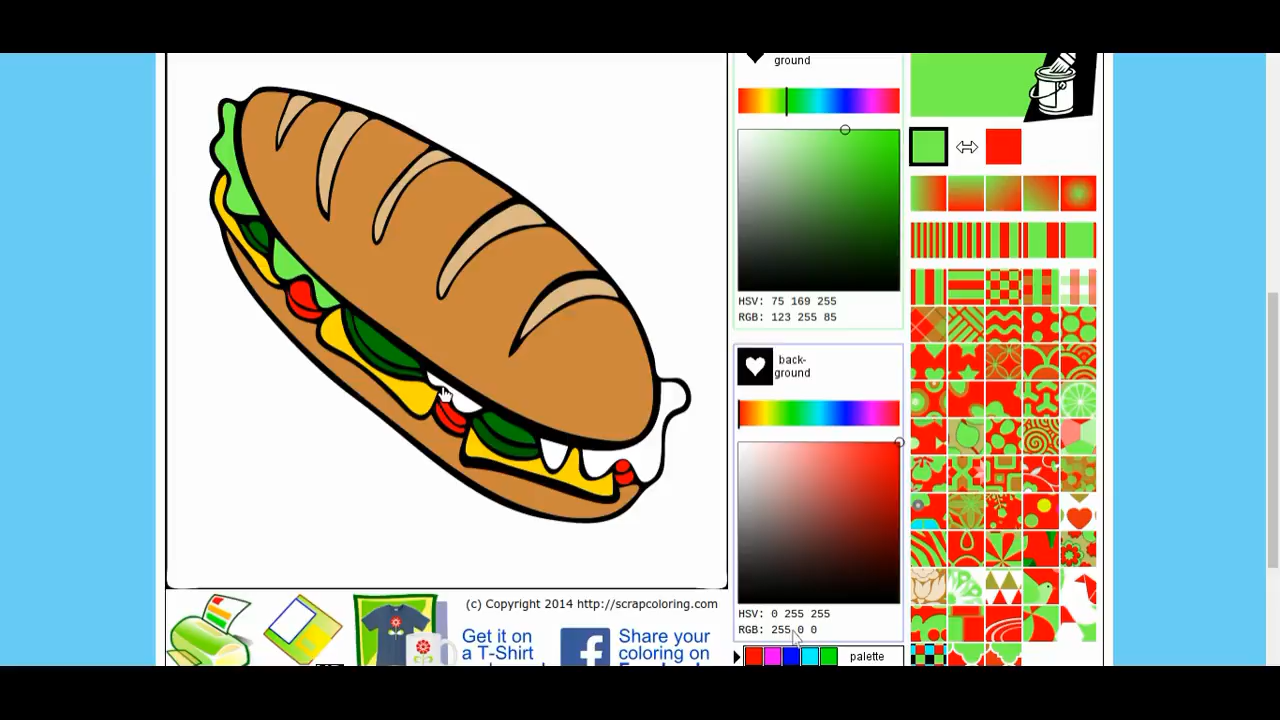 ground
HSV: 75 169 255
RGB: 123 255 85
back-
ground
HSV: 0 255 255
RGB: 255 0 0
palette
(c) Copyright 2014 http://scrapcoloring.com
Get it on
a T-Shirt
Share your
coloring on